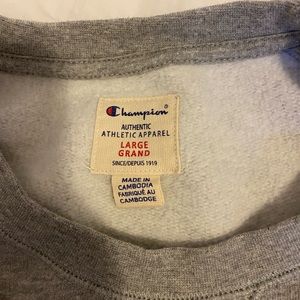 Champion
AUTHENTIC
ATHLETIC APPAREL
LARGE
GRAND
SINCE/DEPUIS 1919
MADE IN
CAMBODIA
FABRIQUÉ AU
CAMBODGE